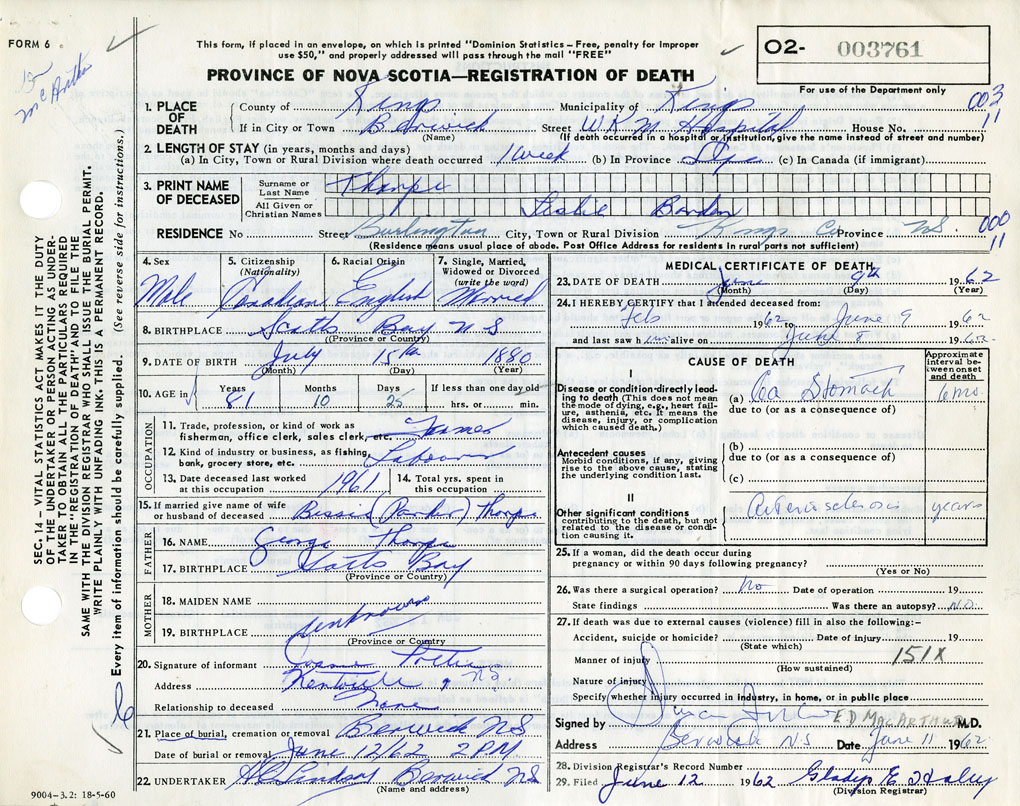 FORM 6
McArthur
This form, if placed in an envelope, on which is printed "Dominion Statistics – Free, penalty for improper
use $50," and properly addressed will pass through the mail "FREE"
O2- 003761
For use of the Department only
PROVINCE OF NOVA SCOTIA—REGISTRATION OF DEATH
003
11
1. PLACE OF DEATH
County of Kings Municipality of Kings
If in City or Town Berwick Street W K M Hospital House No.
(Name) (If death occurred in a hospital or institution, give the name instead of street and number)
2. LENGTH OF STAY (in years, months and days)
(a) In City, Town or Rural Division where death occurred 1 week (b) In Province (c) In Canada (if immigrant)
3. PRINT NAME OF DECEASED
Surname or Last Name Thorpe
All Given or Christian Names Leslie Borden
RESIDENCE No Street Burlington City, Town or Rural Division Kings Co Province N.S.
(Residence means usual place of abode. Post Office Address for residents in rural parts not sufficient)
000
11
4. Sex Male
5. Citizenship (Nationality) Canadian
6. Racial Origin English
7. Single, Married, Widowed or Divorced (write the word) Married
8. BIRTHPLACE Scotts Bay N S
(Province or Country)
9. DATE OF BIRTH July 15th 1880
(Month) (Day) (Year)
10. AGE in Years 81 Months 10 Days 25 If less than one day old hrs. or min.
OCCUPATION
11. Trade, profession, or kind of work as fisherman, office clerk, sales clerk, etc. Farmer
12. Kind of industry or business, as fishing, bank, grocery store, etc. Labourer
13. Date deceased last worked at this occupation 1961
14. Total yrs. spent in this occupation
15. If married give name of wife or husband of deceased Bessie (Parker) Thorpe
FATHER
16. NAME George Thorpe
17. BIRTHPLACE Scotts Bay
(Province or Country)
MOTHER
18. MAIDEN NAME
19. BIRTHPLACE unknown
(Province or Country)
20. Signature of informant
Address Kentville, N.S.
Relationship to deceased None
21. Place of burial, cremation or removal Berwick NS
Date of burial or removal June 12/62 2 PM
22. UNDERTAKER Lindsay Berwick NS
(Name and address)
9004–3.2: 18-5-60
MEDICAL CERTIFICATE OF DEATH
23. DATE OF DEATH June 9th 1962
(Month) (Day) (Year)
24. I HEREBY CERTIFY that I attended deceased from:
Feb 1962 to June 9 1962
and last saw him alive on June 8 1962
CAUSE OF DEATH
Approximate interval between onset and death
I
Disease or condition directly leading to death (This does not mean the mode of dying, e.g., heart failure, asthenia, etc. It means the disease, injury, or complication which caused death.)
(a) Ca Stomach 6 mo
due to (or as a consequence of)
Antecedent causes
Morbid conditions, if any, giving rise to the above cause, stating the underlying condition last.
(b)
due to (or as a consequence of)
(c)
II
Other significant conditions contributing to the death, but not related to the disease or condition causing it.
Arteriosclerosis years
25. If a woman, did the death occur during pregnancy or within 90 days following pregnancy?
(Yes or No)
26. Was there a surgical operation? No Date of operation 19
State findings Was there an autopsy? No
27. If death was due to external causes (violence) fill in also the following:–
Accident, suicide or homicide? Date of injury 19
(State which)
Manner of injury 151X
(How sustained)
Nature of injury
Specify whether injury occurred in industry, in home, or in public place
Signed by E D MacArthur M.D.
Address Berwick NS Date June 11 1962
28. Division Registrar's Record Number
29. Filed June 12 1962 Gladys E.
(Division Registrar)
SEC. 14 – VITAL STATISTICS ACT MAKES IT THE DUTY
OF THE UNDERTAKER OR PERSON ACTING AS UNDER-
TAKER TO OBTAIN ALL THE PARTICULARS REQUIRED
IN THE "REGISTRATION OF DEATH" AND TO FILE THE
SAME WITH THE DIVISION REGISTRAR WHO SHALL ISSUE THE BURIAL PERMIT.
WRITE PLAINLY WITH UNFADING INK. THIS IS A PERMANENT RECORD.
Every item of information should be carefully supplied. (See reverse side for instructions.)